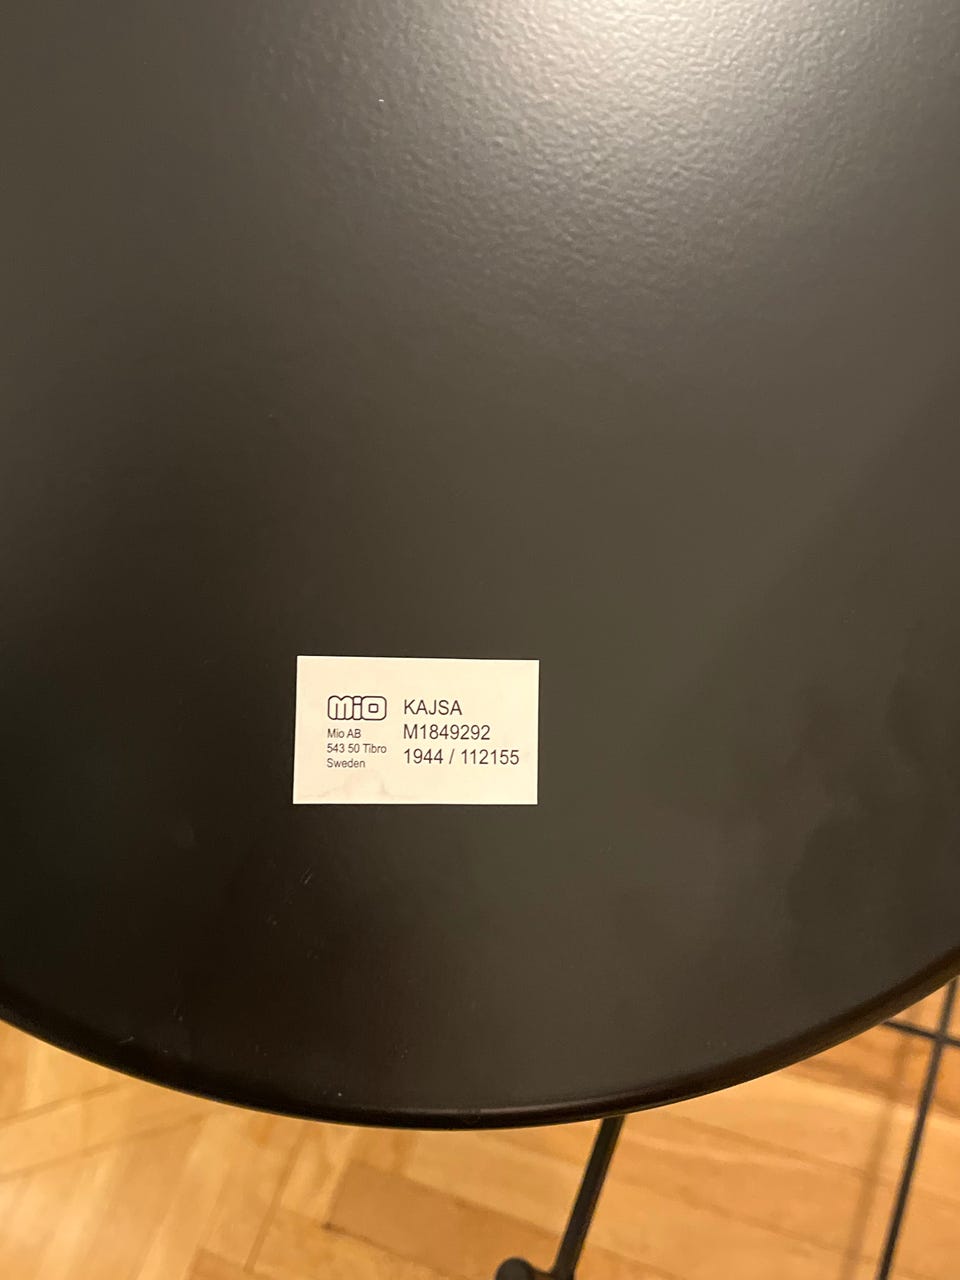 Mio
Mio AB
543 50 Tibro
Sweden
KAJSA
M1849292
1944 / 112155